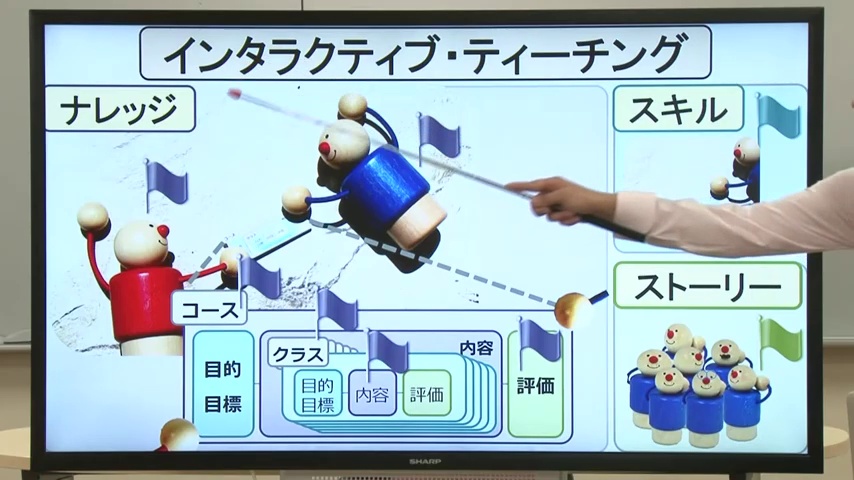 インタラクティブ・ティーチング
ナレッジ
スキル
コース
ストーリー
目的
目標
クラス
内容
目的
目標
内容
評価
評価
SHARP